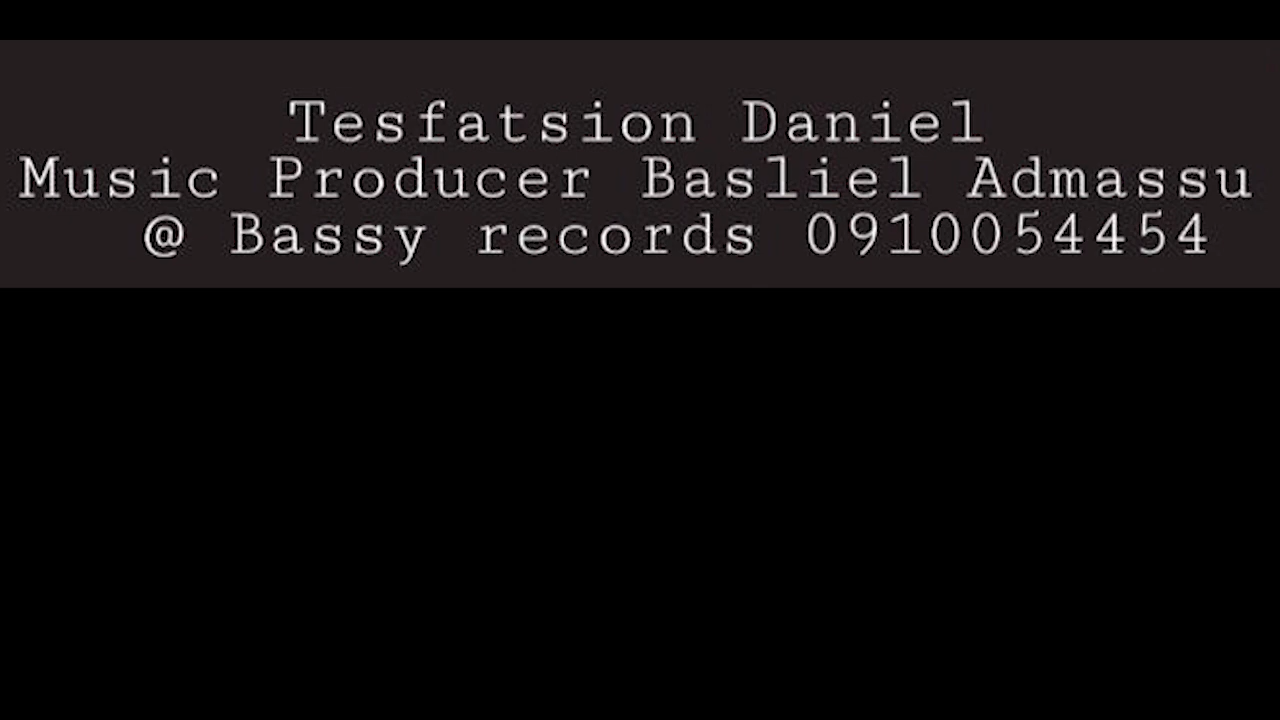 Tesfatsion Daniel
Music Producer Basliel Admassu
@ Bassy records 0910054454